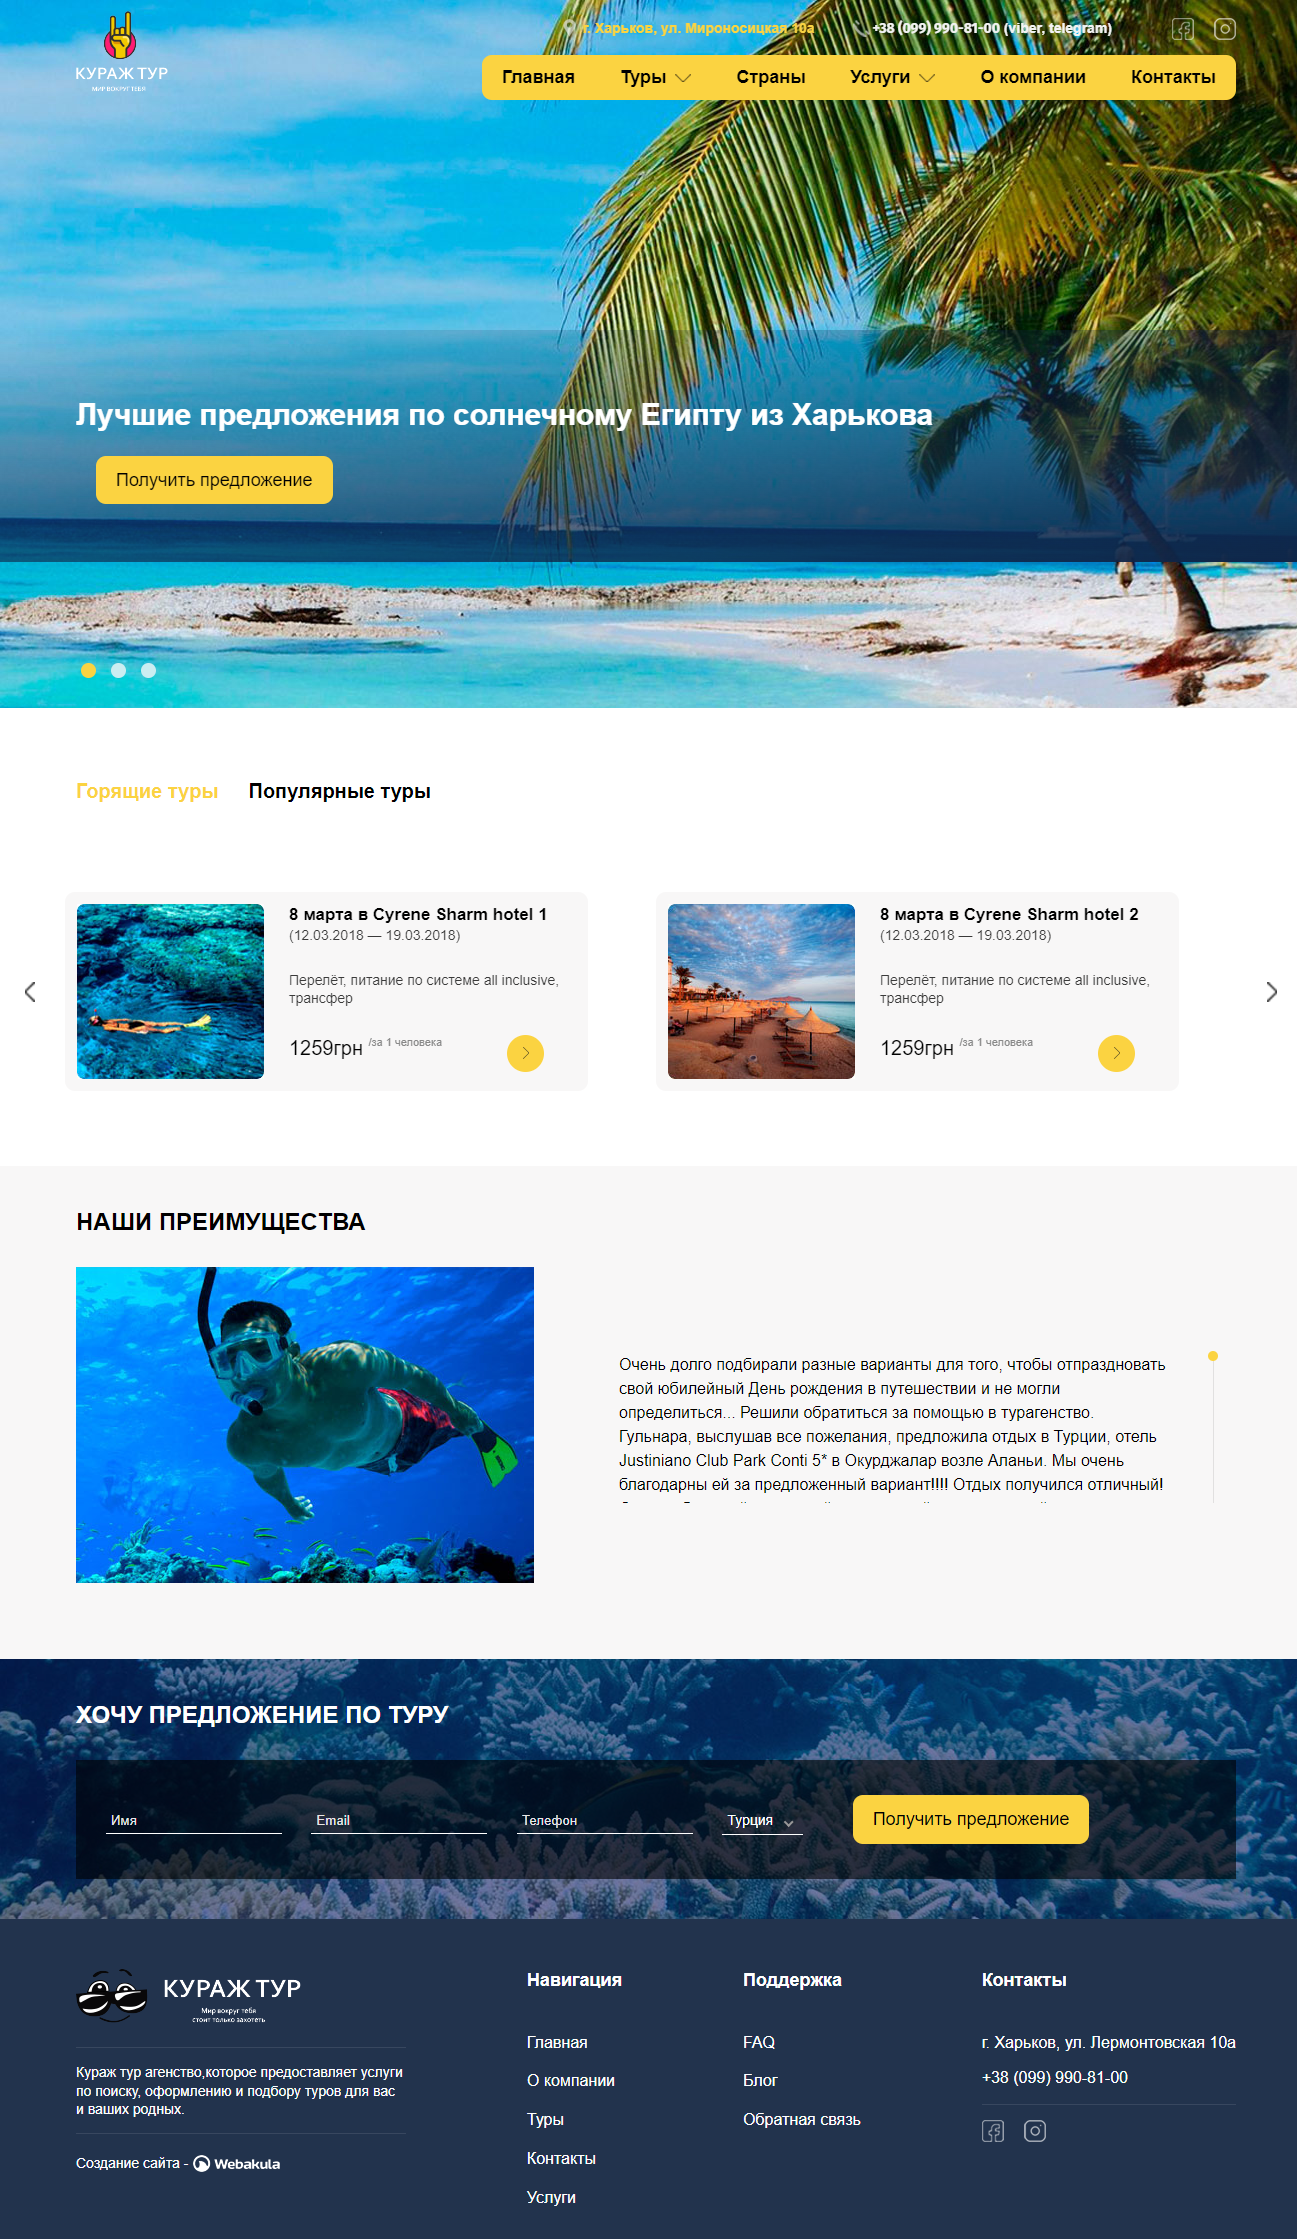 КУРАЖ ТУР
МИР ВОКРУГ ТЕБЯ
г. Харьков, ул. Мироносицкая 10а
+38 (099) 990-81-00 (viber, telegram)
Главная
Туры
Страны
Услуги
О компании
Контакты
Лучшие предложения по солнечному Египту из Харькова
Получить предложение
Горящие туры
Популярные туры
8 марта в Cyrene Sharm hotel 1
(12.03.2018 — 19.03.2018)
Перелёт, питание по системе all inclusive,
трансфер
1259грн /за 1 человека
8 марта в Cyrene Sharm hotel 2
(12.03.2018 — 19.03.2018)
Перелёт, питание по системе all inclusive,
трансфер
1259грн /за 1 человека
НАШИ ПРЕИМУЩЕСТВА
Очень долго подбирали разные варианты для того, чтобы отпраздновать
свой юбилейный День рождения в путешествии и не могли
определиться... Решили обратиться за помощью в турагенство.
Гульнара, выслушав все пожелания, предложила отдых в Турции, отель
Justiniano Club Park Conti 5* в Окурджалар возле Аланьи. Мы очень
благодарны ей за предложенный вариант!!!! Отдых получился отличный!
ХОЧУ ПРЕДЛОЖЕНИЕ ПО ТУРУ
Имя
Email
Телефон
Турция
Получить предложение
КУРАЖ ТУР
Мир вокруг тебя
стоит только захотеть
Кураж тур агенство,которое предоставляет услуги
по поиску, оформлению и подбору туров для вас
и ваших родных.
Создание сайта - Webakula
Навигация
Главная
О компании
Туры
Контакты
Услуги
Поддержка
FAQ
Блог
Обратная связь
Контакты
г. Харьков, ул. Лермонтовская 10а
+38 (099) 990-81-00